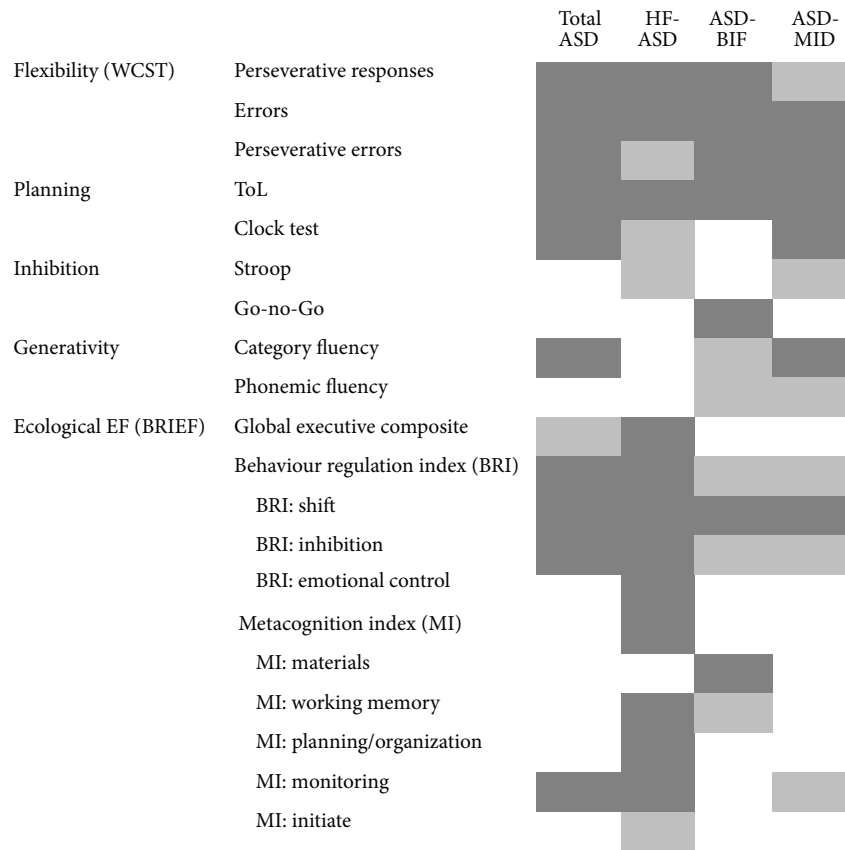 Total ASD HF-ASD ASD-BIF ASD-MID
Flexibility (WCST) Perseverative responses
Errors
Perseverative errors
Planning ToL
Clock test
Inhibition Stroop
Go-no-Go
Generativity Category fluency
Phonemic fluency
Ecological EF (BRIEF) Global executive composite
Behaviour regulation index (BRI)
BRI: shift
BRI: inhibition
BRI: emotional control
Metacognition index (MI)
MI: materials
MI: working memory
MI: planning/organization
MI: monitoring
MI: initiate